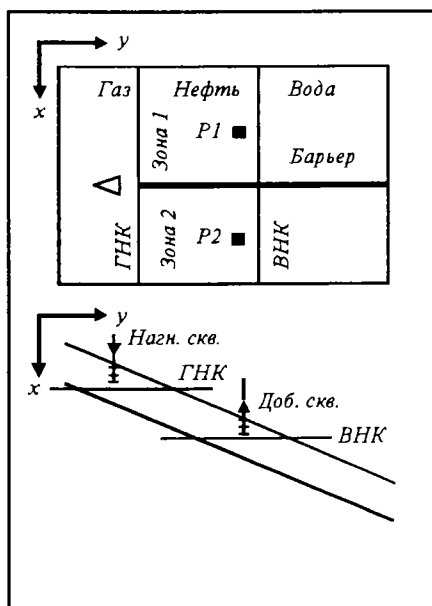 y
x
Газ Нефть Вода
Зона 1
P1
Барьер
ГНК
Зона 2
P2
ВНК
y
x
Нагн. скв.
ГНК
Доб. скв.
ВНК